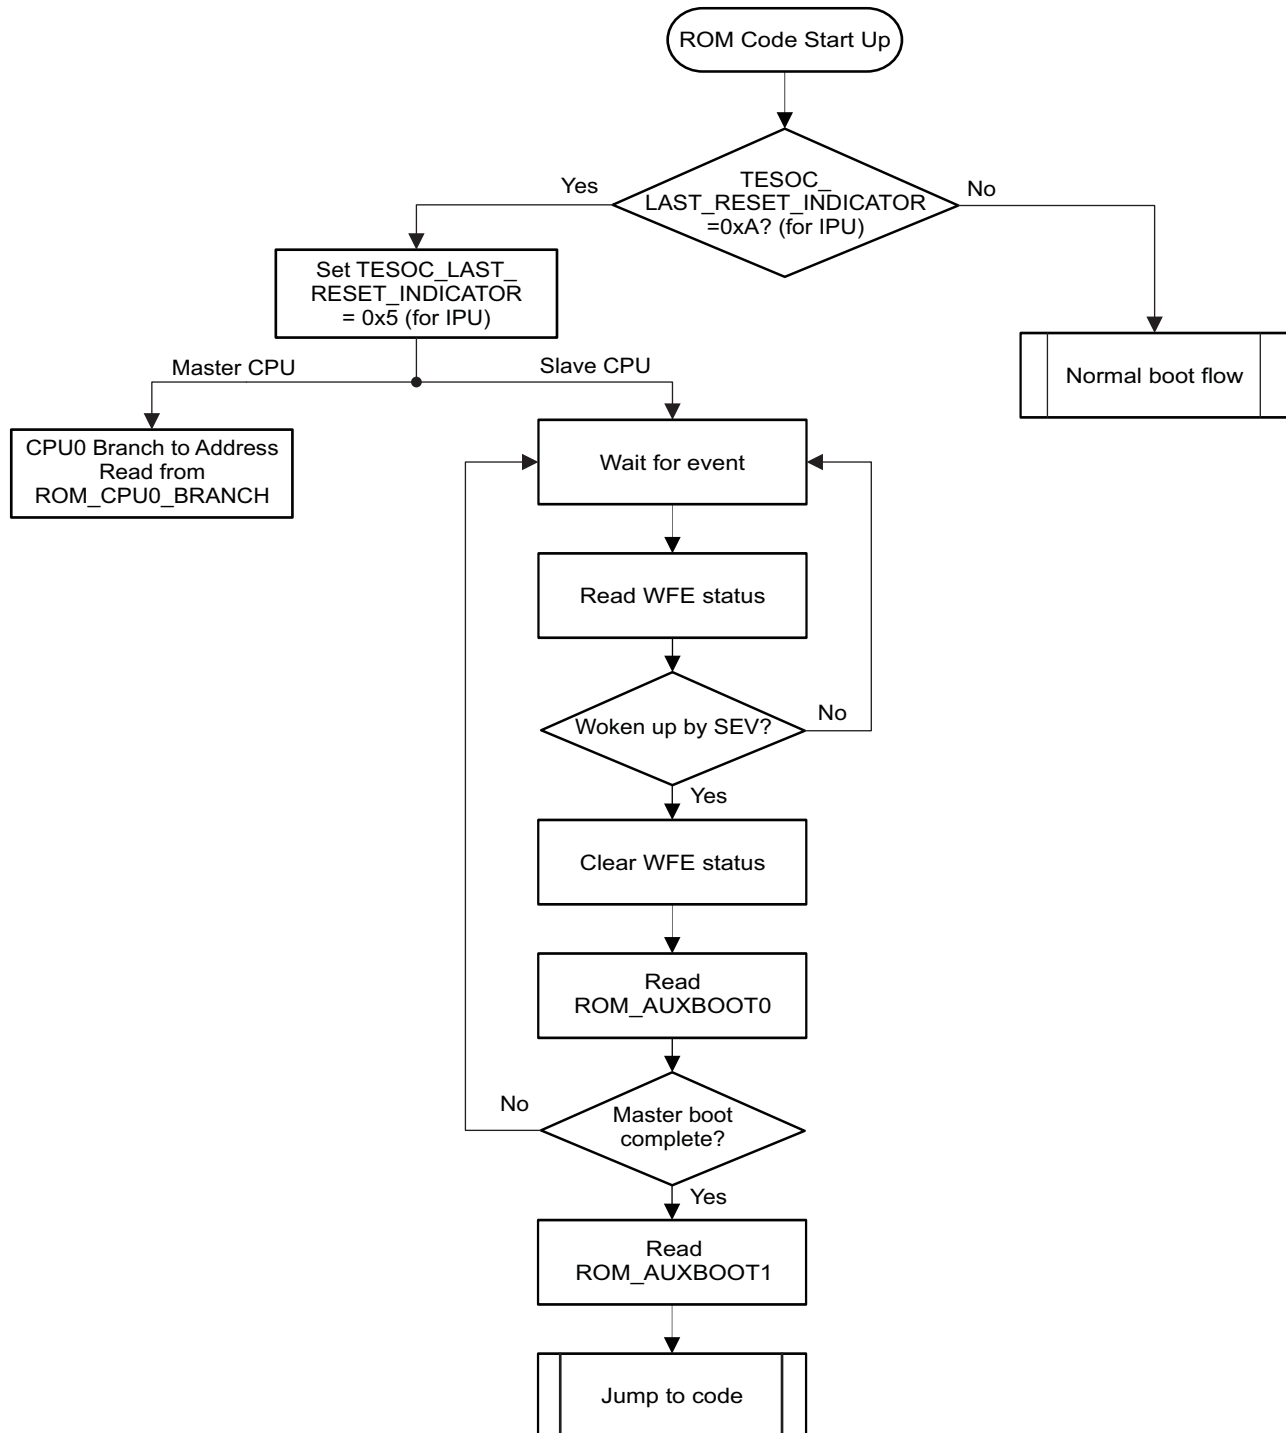 ROM Code Start Up
TESOC_
LAST_RESET_INDICATOR
=0xA? (for IPU)
Yes
No
Set TESOC_LAST_
RESET_INDICATOR
= 0x5 (for IPU)
Normal boot flow
Master CPU
Slave CPU
CPU0 Branch to Address
Read from
ROM_CPU0_BRANCH
Wait for event
Read WFE status
Woken up by SEV?
No
Yes
Clear WFE status
Read
ROM_AUXBOOT0
No
Master boot
complete?
Yes
Read
ROM_AUXBOOT1
Jump to code